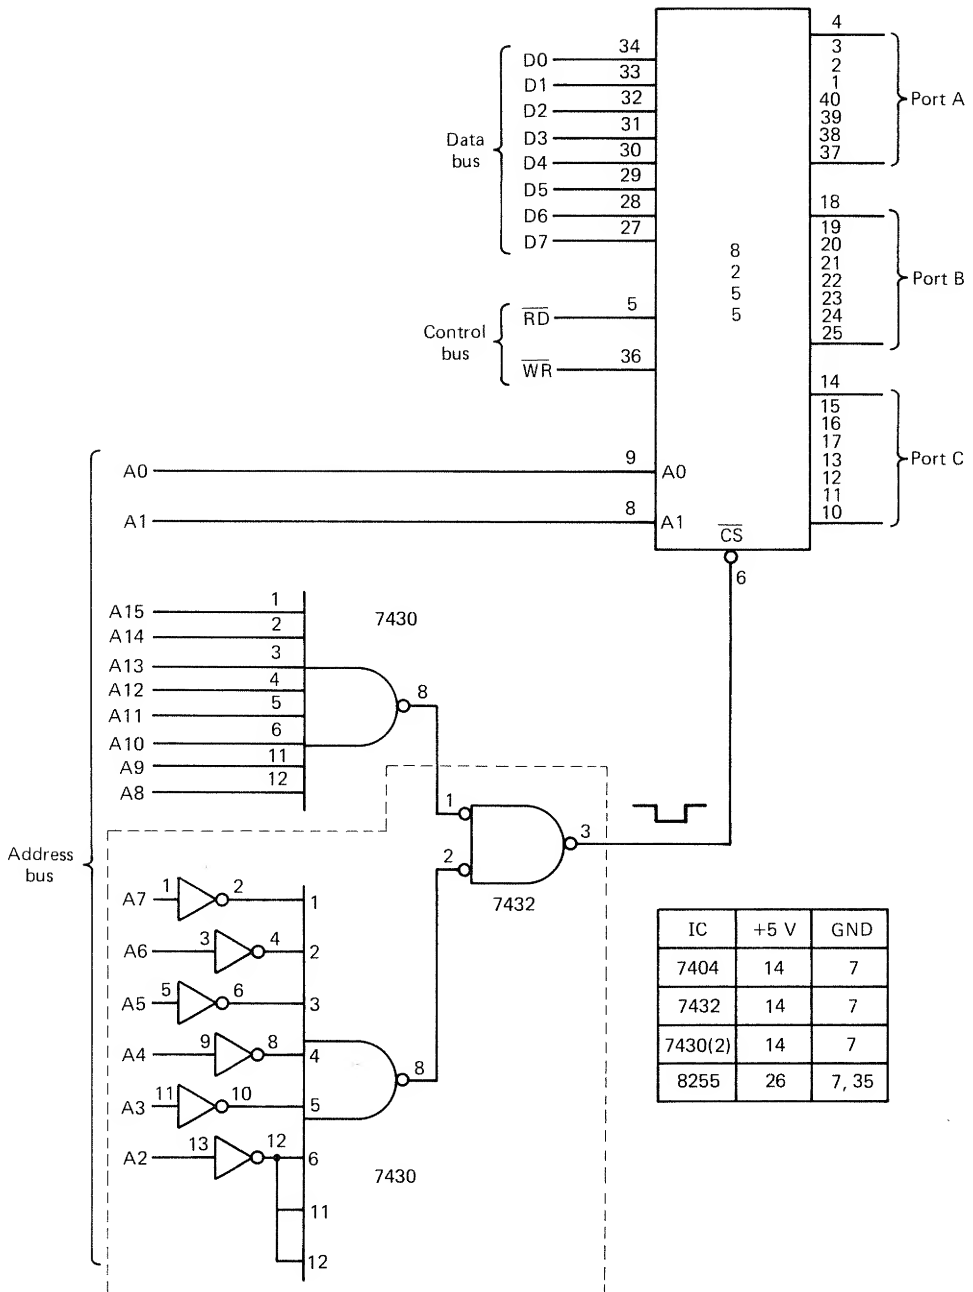 Data
bus
D0
34
D1
33
D2
32
D3
31
D4
30
D5
29
D6
28
D7
27
Control
bus
RD
5
WR
36
8
2
5
5
4
3
2
1
40
39
38
37
Port A
18
19
20
21
22
23
24
25
Port B
14
15
16
17
13
12
11
10
Port C
A0
9
A0
A1
8
A1
CS
6
Address
bus
A15
1
A14
2
A13
3
A12
4
A11
5
A10
6
A9
11
A8
12
7430
8
1
2
3
7432
A7
1
2
1
A6
3
4
2
A5
5
6
3
A4
9
8
4
A3
11
10
5
A2
13
12
6
11
12
8
7430
IC +5 V GND
7404 14 7
7432 14 7
7430(2) 14 7
8255 26 7, 35